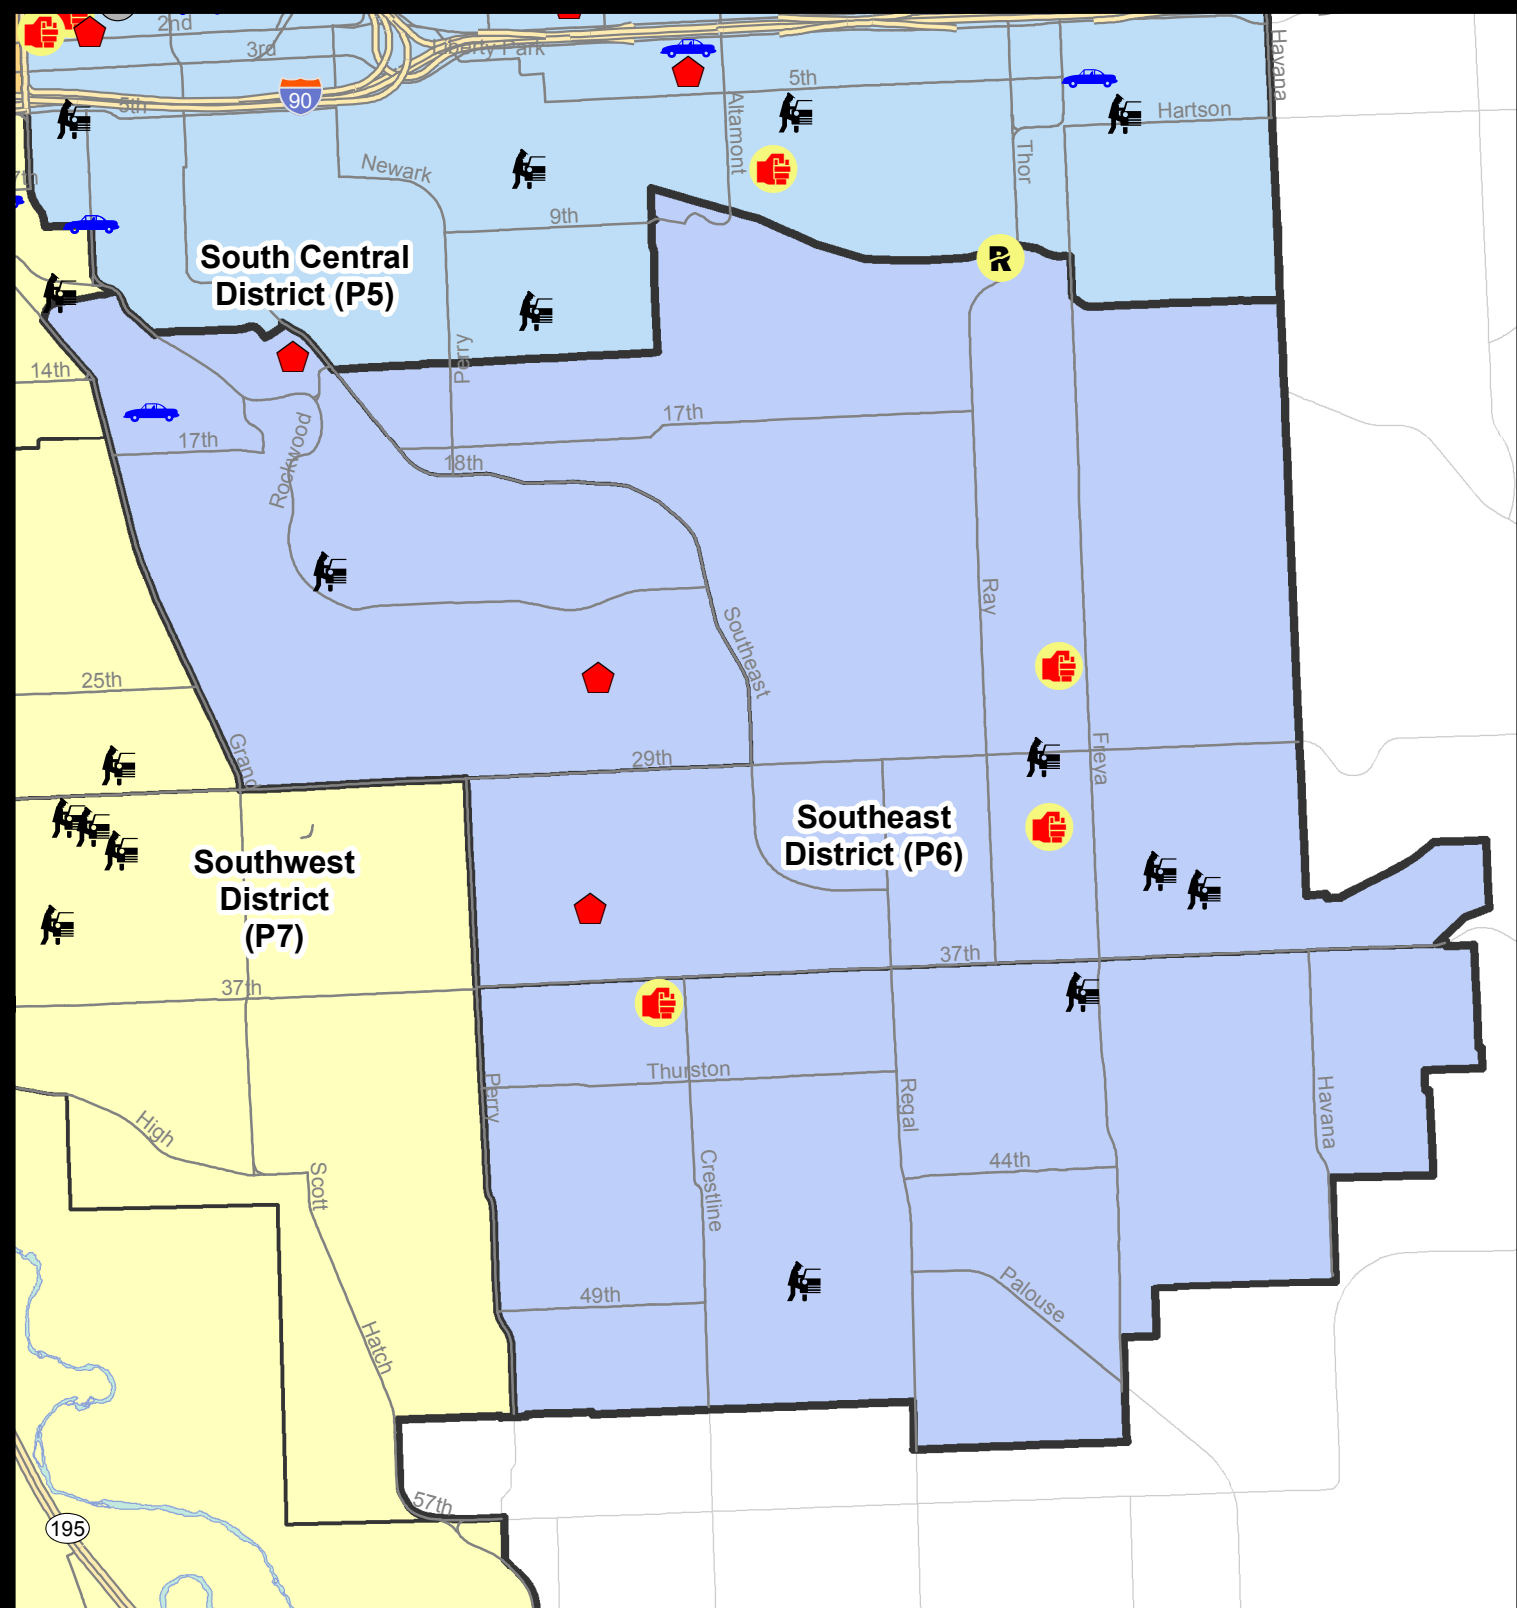 2nd
3rd
Liberty Park
Havana
90
5th
5th
Altamont
Hartson
Thor
Newark
7th
9th
South Central
District (P5)
Perry
14th
17th
17th
Rockwood
18th
Ray
Southeast
25th
Grand
29th
Freya
Southeast
District (P6)
Southwest
District
(P7)
37th
37th
Thurston
Perry
Regal
Havana
High
Scott
Crestline
44th
Palouse
49th
Hatch
57th
195
R